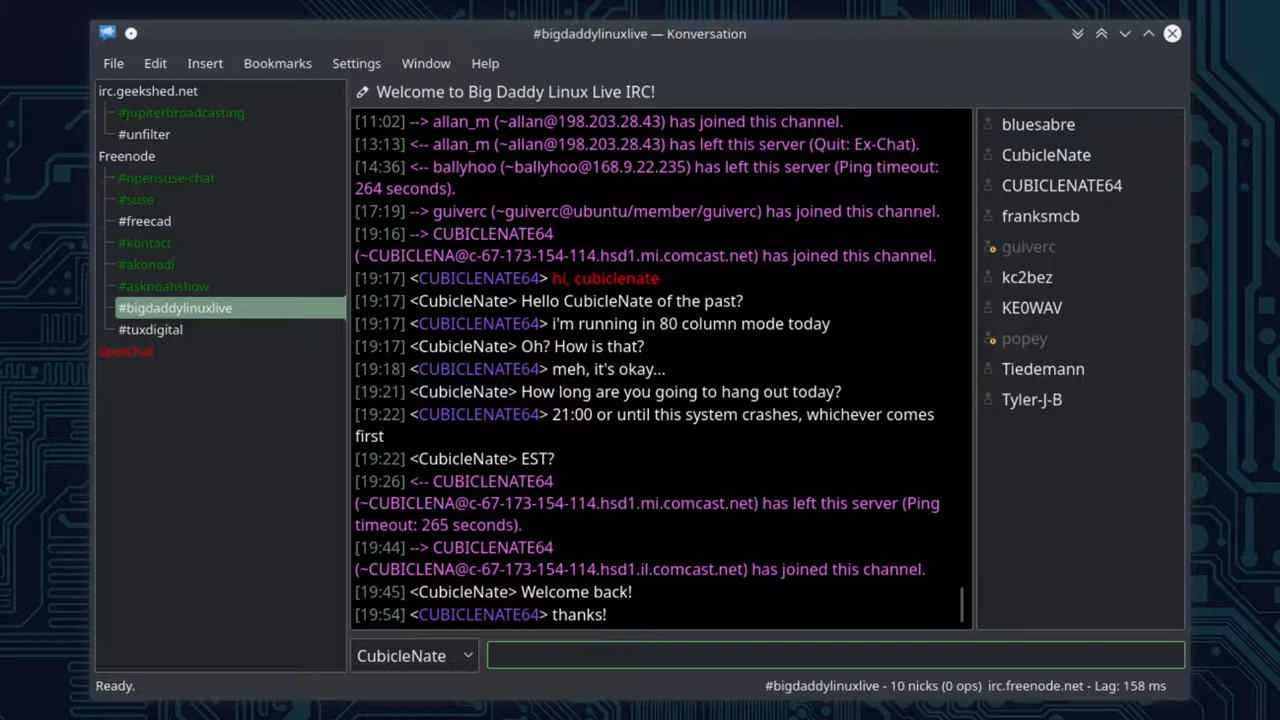 #bigdaddylinuxlive — Konversation
File Edit Insert Bookmarks Settings Window Help
irc.geekshed.net
#jupiterbroadcasting
#unfilter
Freenode
#opensuse-chat
#suse
#freecad
#kontact
#akonadi
#asknoahshow
#bigdaddylinuxlive
#tuxdigital
SpotChat
Welcome to Big Daddy Linux Live IRC!
[11:02] --> allan_m (~allan@198.203.28.43) has joined this channel.
[13:13] <-- allan_m (~allan@198.203.28.43) has left this server (Quit: Ex-Chat).
[14:36] <-- ballyhoo (~ballyhoo@168.9.22.235) has left this server (Ping timeout:
264 seconds).
[17:19] --> guiverc (~guiverc@ubuntu/member/guiverc) has joined this channel.
[19:16] --> CUBICLENATE64
(~CUBICLENA@c-67-173-154-114.hsd1.mi.comcast.net) has joined this channel.
[19:17] <CUBICLENATE64> hi, cubiclenate
[19:17] <CubicleNate> Hello CubicleNate of the past?
[19:17] <CUBICLENATE64> i'm running in 80 column mode today
[19:17] <CubicleNate> Oh? How is that?
[19:18] <CUBICLENATE64> meh, it's okay...
[19:21] <CubicleNate> How long are you going to hang out today?
[19:22] <CUBICLENATE64> 21:00 or until this system crashes, whichever comes
first
[19:22] <CubicleNate> EST?
[19:26] <-- CUBICLENATE64
(~CUBICLENA@c-67-173-154-114.hsd1.mi.comcast.net) has left this server (Ping
timeout: 265 seconds).
[19:44] --> CUBICLENATE64
(~CUBICLENA@c-67-173-154-114.hsd1.il.comcast.net) has joined this channel.
[19:45] <CubicleNate> Welcome back!
[19:54] <CUBICLENATE64> thanks!
bluesabre
CubicleNate
CUBICLENATE64
franksmcb
guiverc
kc2bez
KE0WAV
popey
Tiedemann
Tyler-J-B
CubicleNate
Ready.
#bigdaddylinuxlive - 10 nicks (0 ops) irc.freenode.net - Lag: 158 ms